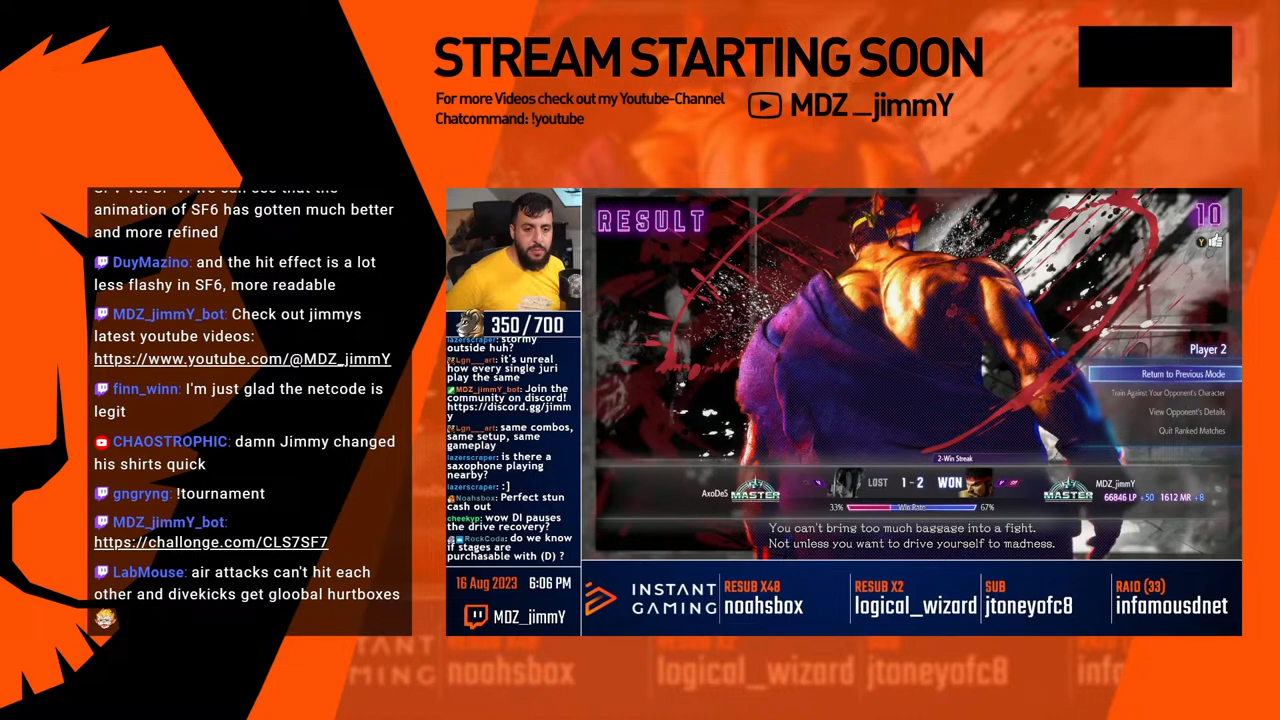 STREAM STARTING SOON
For more Videos check out my Youtube-Channel
Chatcommand: !youtube
MDZ_jimmY
animation of SF6 has gotten much better
and more refined
DuyMazino: and the hit effect is a lot
less flashy in SF6, more readable
MDZ_jimmY_bot: Check out jimmys
latest youtube videos:
https://www.youtube.com/@MDZ_jimmY
finn_winn: I'm just glad the netcode is
legit
CHAOSTROPHIC: damn Jimmy changed
his shirts quick
gngryng: !tournament
MDZ_jimmY_bot:
https://challonge.com/CLS7SF7
LabMouse: air attacks can't hit each
other and divekicks get gloobal hurtboxes
350/700
lazerscraper: stormy
outside huh?
Lgn__art: it's unreal
how every single juri
play the same
MDZ_jimmY_bot: Join the
community on discord!
https://discord.gg/jimm
y
Lgn__art: same combos,
same setup, same
gameplay
lazerscraper: is there a
saxophone playing
nearby?
lazerscraper: :]
Noahsbox: Perfect stun
cash out
cheekyp: wow DI pauses
the drive recovery?
RockCoda: do we know
if stages are
purchasable with (D) ?
16 Aug 2023 6:06 PM
MDZ_jimmY
RESULT
10
Y
Player 2
Return to Previous Mode
Train Against Your Opponent's Character
View Opponent's Details
Quit Ranked Matches
2-Win Streak
AxoDeS MASTER LOST 1 - 2 WON MASTER MDZ_jimmY
66846 LP +50 1612 MR +8
33% Win Rate 67%
You can't bring too much baggage into a fight.
Not unless you want to drive yourself to madness.
INSTANT
GAMING
RESUB X48
noahsbox
RESUB X2
logical_wizard
SUB
jtoneyofc8
RAID (33)
infamousdnet